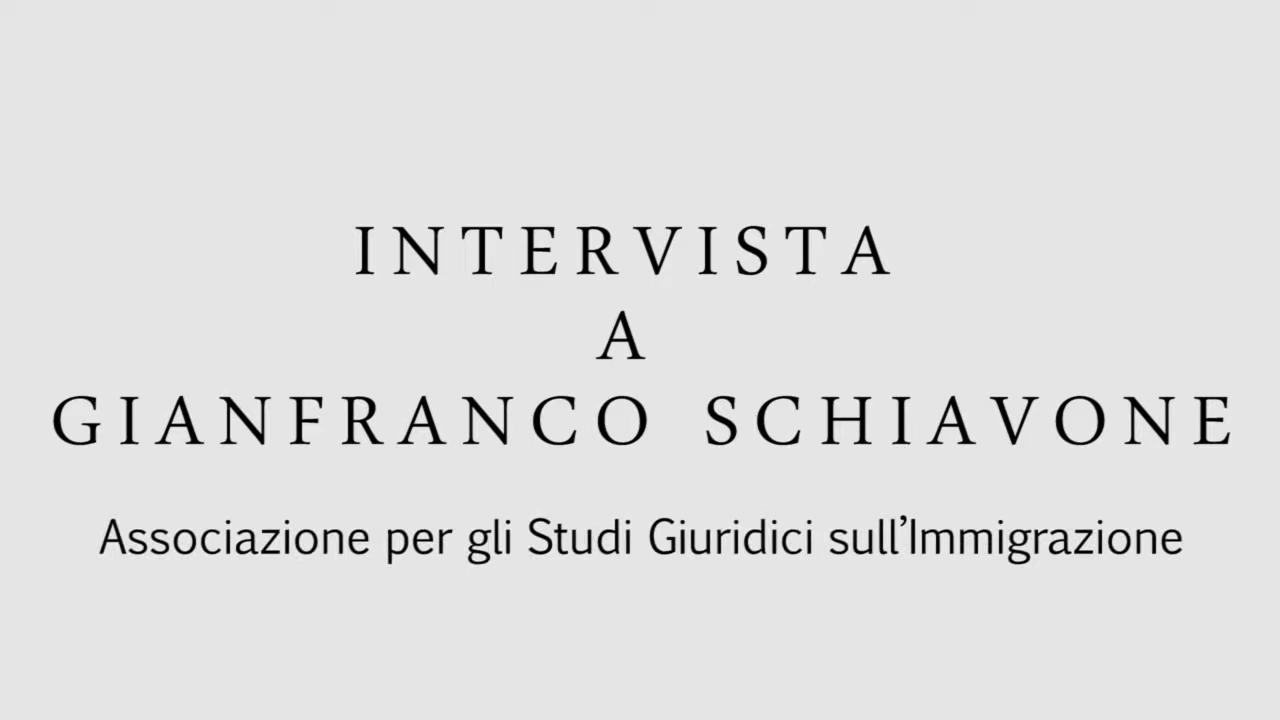 INTERVISTA
A
GIANFRANCO SCHIAVONE
Associazione per gli Studi Giuridici sull’Immigrazione